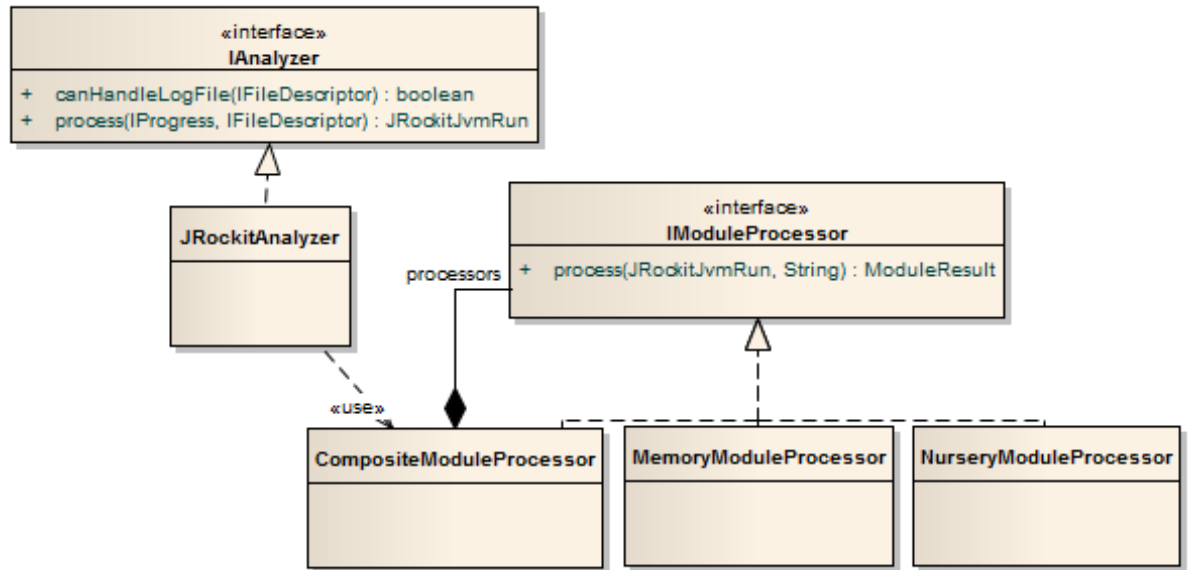 «interface»
IAnalyzer
+ canHandleLogFile(IFileDescriptor) : boolean
+ process(IProgress, IFileDescriptor) : JRockitJvmRun
JRockitAnalyzer
«interface»
IModuleProcessor
+ process(JRockitJvmRun, String) : ModuleResult
processors
«use»
CompositeModuleProcessor
MemoryModuleProcessor
NurseryModuleProcessor